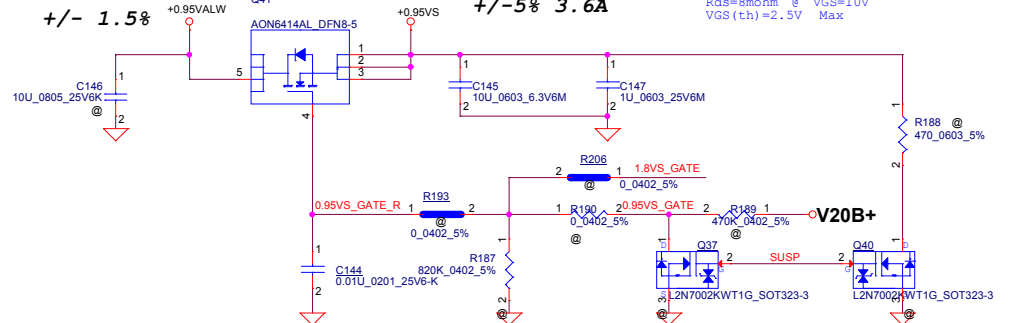 +/- 1.5%
+0.95VALW
+0.95VS
+/-5% 3.6A
Rds=8mohm @ VGS=10V
VGS(th)=2.5V Max
AON6414AL_DFN8-5
5
1
2
3
4
C146
10U_0805_25V6K
@
1
2
C145
10U_0603_6.3V6M
1
2
C147
1U_0603_25V6M
1
2
R188 @
470_0603_5%
1
2
R206
2
1
1.8VS_GATE
@
0_0402_5%
0.95VS_GATE_R
R193
1
2
@
0_0402_5%
1
R190
2
0.95VS_GATE
0_0402_5%
@
2
R189
1
470K_0402_5%
@
V20B+
R187
820K_0402_5%
1
2
@
C144
0.01U_0201_25V6-K
1
2
Q37
1
D
2
G
SUSP
S
3
@
L2N7002KWT1G_SOT323-3
Q40
1
D
2
G
S
3
@
L2N7002KWT1G_SOT323-3